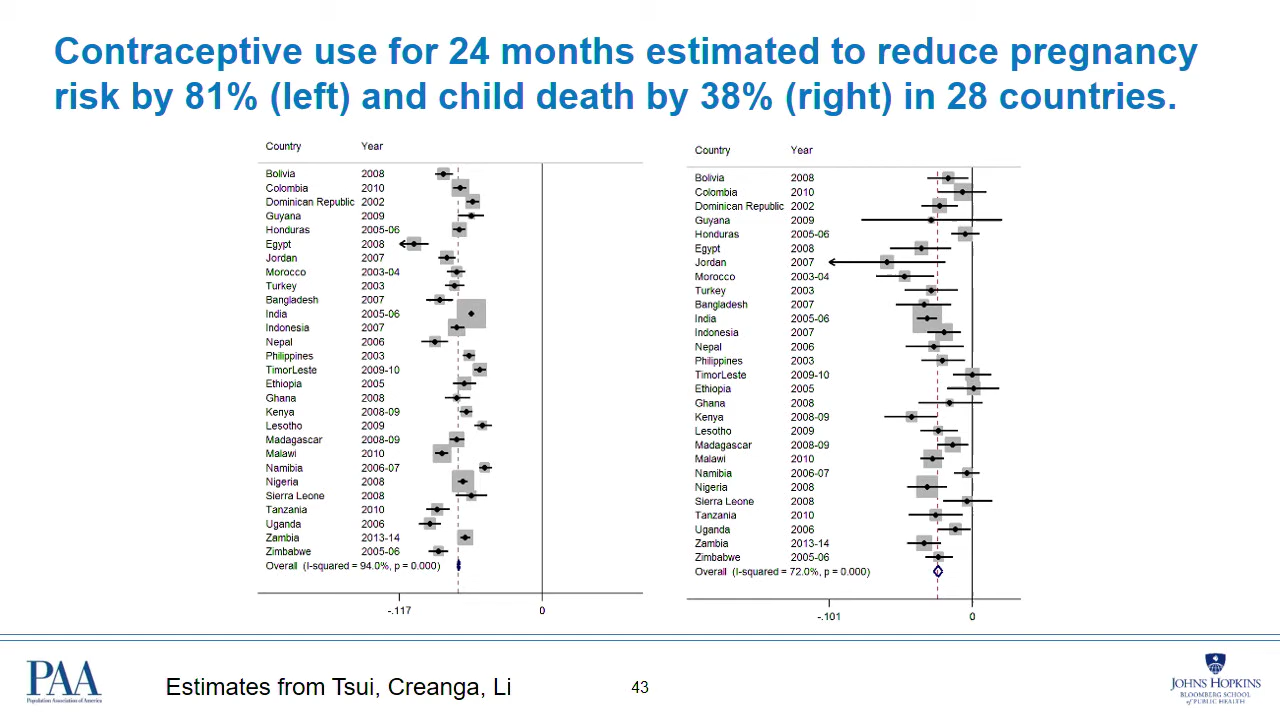 Contraceptive use for 24 months estimated to reduce pregnancy
risk by 81% (left) and child death by 38% (right) in 28 countries.
Country Year
Bolivia 2008
Colombia 2010
Dominican Republic 2002
Guyana 2009
Honduras 2005-06
Egypt 2008
Jordan 2007
Morocco 2003-04
Turkey 2003
Bangladesh 2007
India 2005-06
Indonesia 2007
Nepal 2006
Philippines 2003
TimorLeste 2009-10
Ethiopia 2005
Ghana 2008
Kenya 2008-09
Lesotho 2009
Madagascar 2008-09
Malawi 2010
Namibia 2006-07
Nigeria 2008
Sierra Leone 2008
Tanzania 2010
Uganda 2006
Zambia 2013-14
Zimbabwe 2005-06
Overall (I-squared = 94.0%, p = 0.000)
-.117 0
Country Year
Bolivia 2008
Colombia 2010
Dominican Republic 2002
Guyana 2009
Honduras 2005-06
Egypt 2008
Jordan 2007
Morocco 2003-04
Turkey 2003
Bangladesh 2007
India 2005-06
Indonesia 2007
Nepal 2006
Philippines 2003
TimorLeste 2009-10
Ethiopia 2005
Ghana 2008
Kenya 2008-09
Lesotho 2009
Madagascar 2008-09
Malawi 2010
Namibia 2006-07
Nigeria 2008
Sierra Leone 2008
Tanzania 2010
Uganda 2006
Zambia 2013-14
Zimbabwe 2005-06
Overall (I-squared = 72.0%, p = 0.000)
-.101 0
PAA
Population Association of America
Estimates from Tsui, Creanga, Li
43
JOHNS HOPKINS
BLOOMBERG SCHOOL
of PUBLIC HEALTH